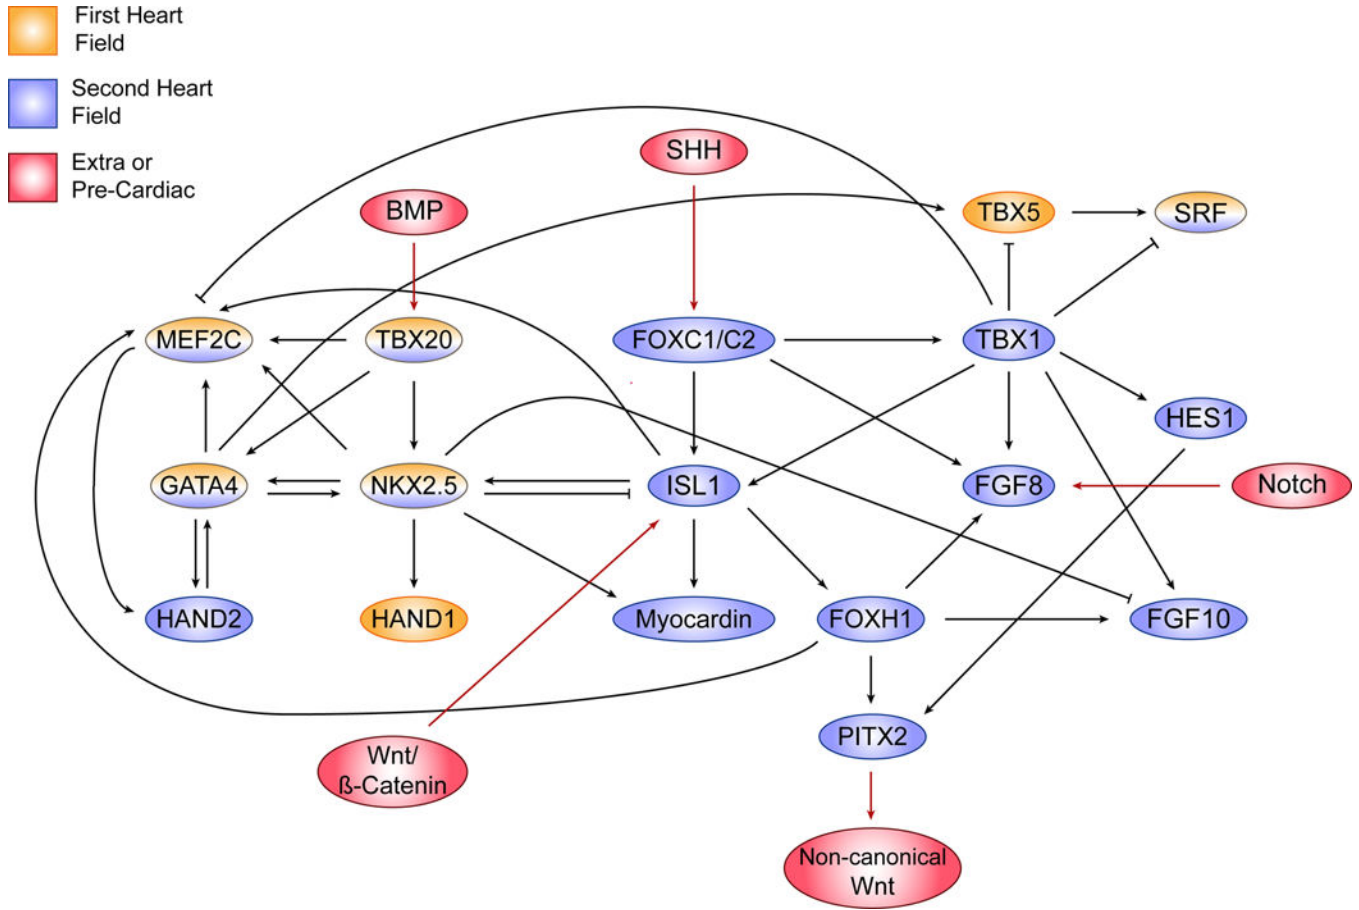 First Heart
Field
Second Heart
Field
Extra or
Pre-Cardiac
SHH
BMP
TBX5
SRF
MEF2C
TBX20
FOXC1/C2
TBX1
HES1
GATA4
NKX2.5
ISL1
FGF8
Notch
HAND2
HAND1
Myocardin
FOXH1
FGF10
PITX2
Wnt/
ß-Catenin
Non-canonical
Wnt